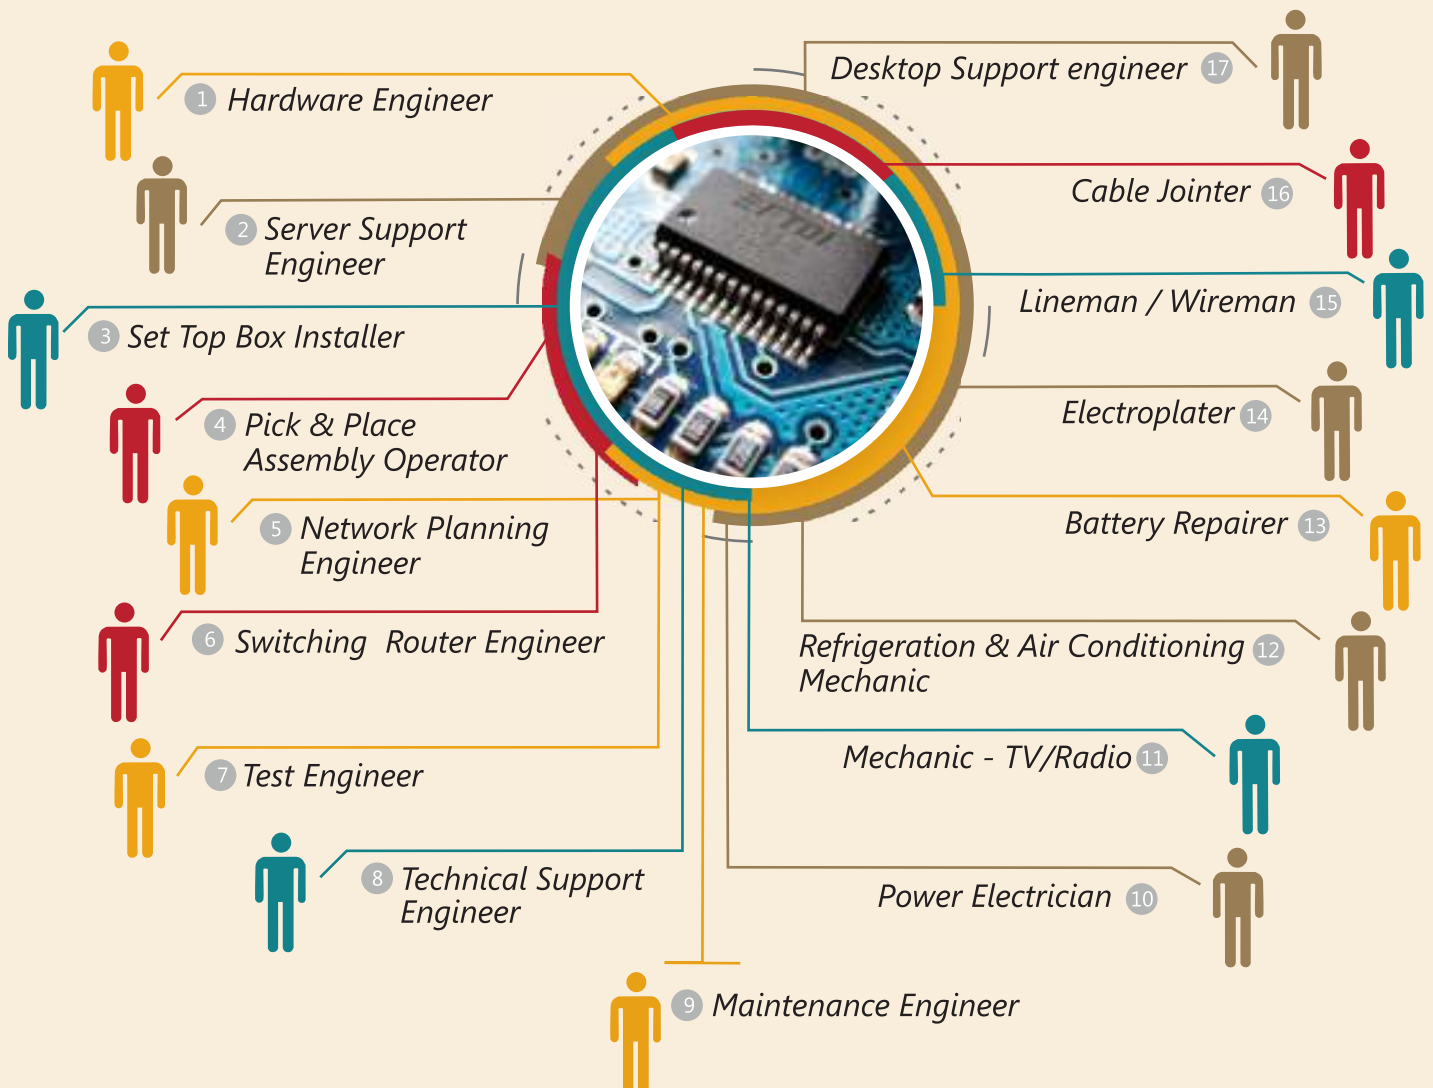 1 Hardware Engineer
2 Server Support
Engineer
3 Set Top Box Installer
4 Pick & Place
Assembly Operator
5 Network Planning
Engineer
6 Switching  Router Engineer
7 Test Engineer
8 Technical Support
Engineer
9 Maintenance Engineer
Power Electrician 10
Mechanic - TV/Radio 11
Refrigeration & Air Conditioning 12
Mechanic
Battery Repairer 13
Electroplater 14
Lineman / Wireman 15
Cable Jointer 16
Desktop Support engineer 17